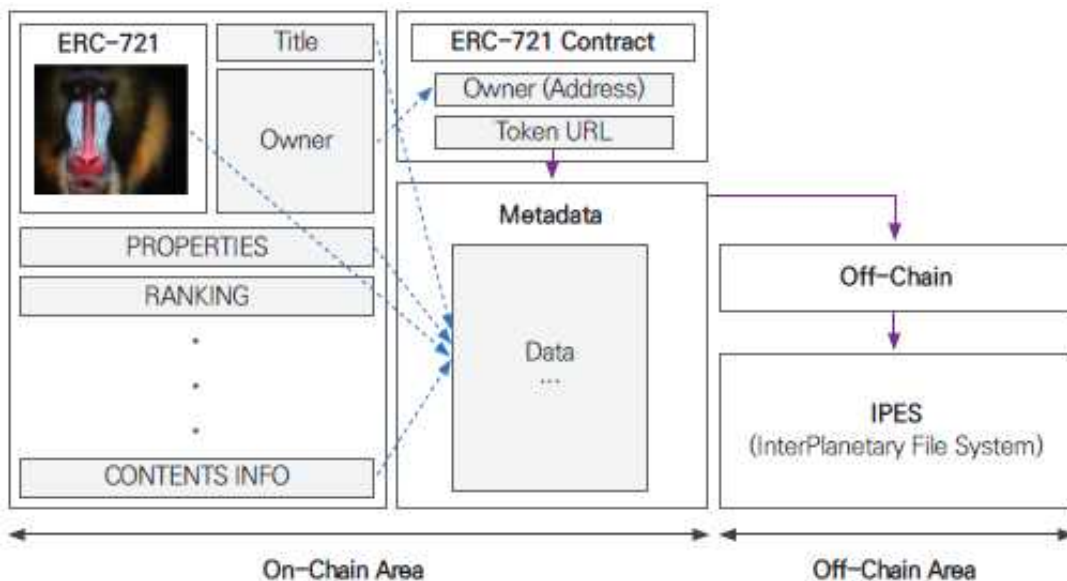 ERC-721
Title
Owner
PROPERTIES
RANKING
CONTENTS INFO
ERC-721 Contract
Owner (Address)
Token URL
Metadata
Data
...
Off-Chain
IPES
(InterPlanetary File System)
On-Chain Area
Off-Chain Area